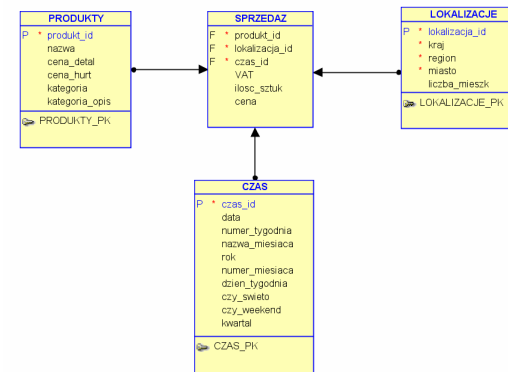 PRODUKTY
P * produkt_id
nazwa
cena_detal
cena_hurt
kategoria
kategoria_opis
PRODUKTY_PK
SPRZEDAZ
F * produkt_id
F * lokalizacja_id
F * czas_id
VAT
ilosc_sztuk
cena
LOKALIZACJE
P * lokalizacja_id
* kraj
* region
* miasto
liczba_mieszk
LOKALIZACJE_PK
CZAS
P * czas_id
data
numer_tygodnia
nazwa_miesiaca
rok
numer_miesiaca
dzien_tygodnia
czy_swieto
czy_weekend
kwartal
CZAS_PK